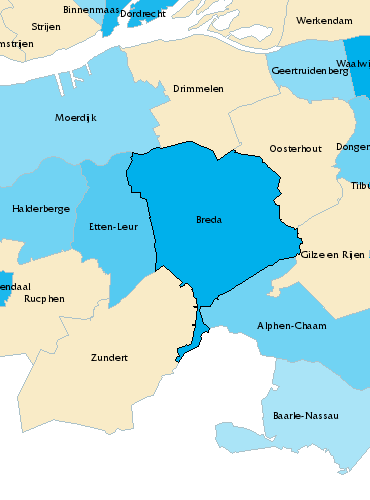 Binnenmaas
Dordrecht
Strijen
Werkendam
mstrijen
Waalwi
Geertruidenberg
Drimmelen
Moerdijk
Oosterhout
Dongen
Tilbu
Halderberge
Breda
Etten-Leur
Gilze en Rijen
endaal
Rucphen
Alphen-Chaam
Zundert
Baarle-Nassau